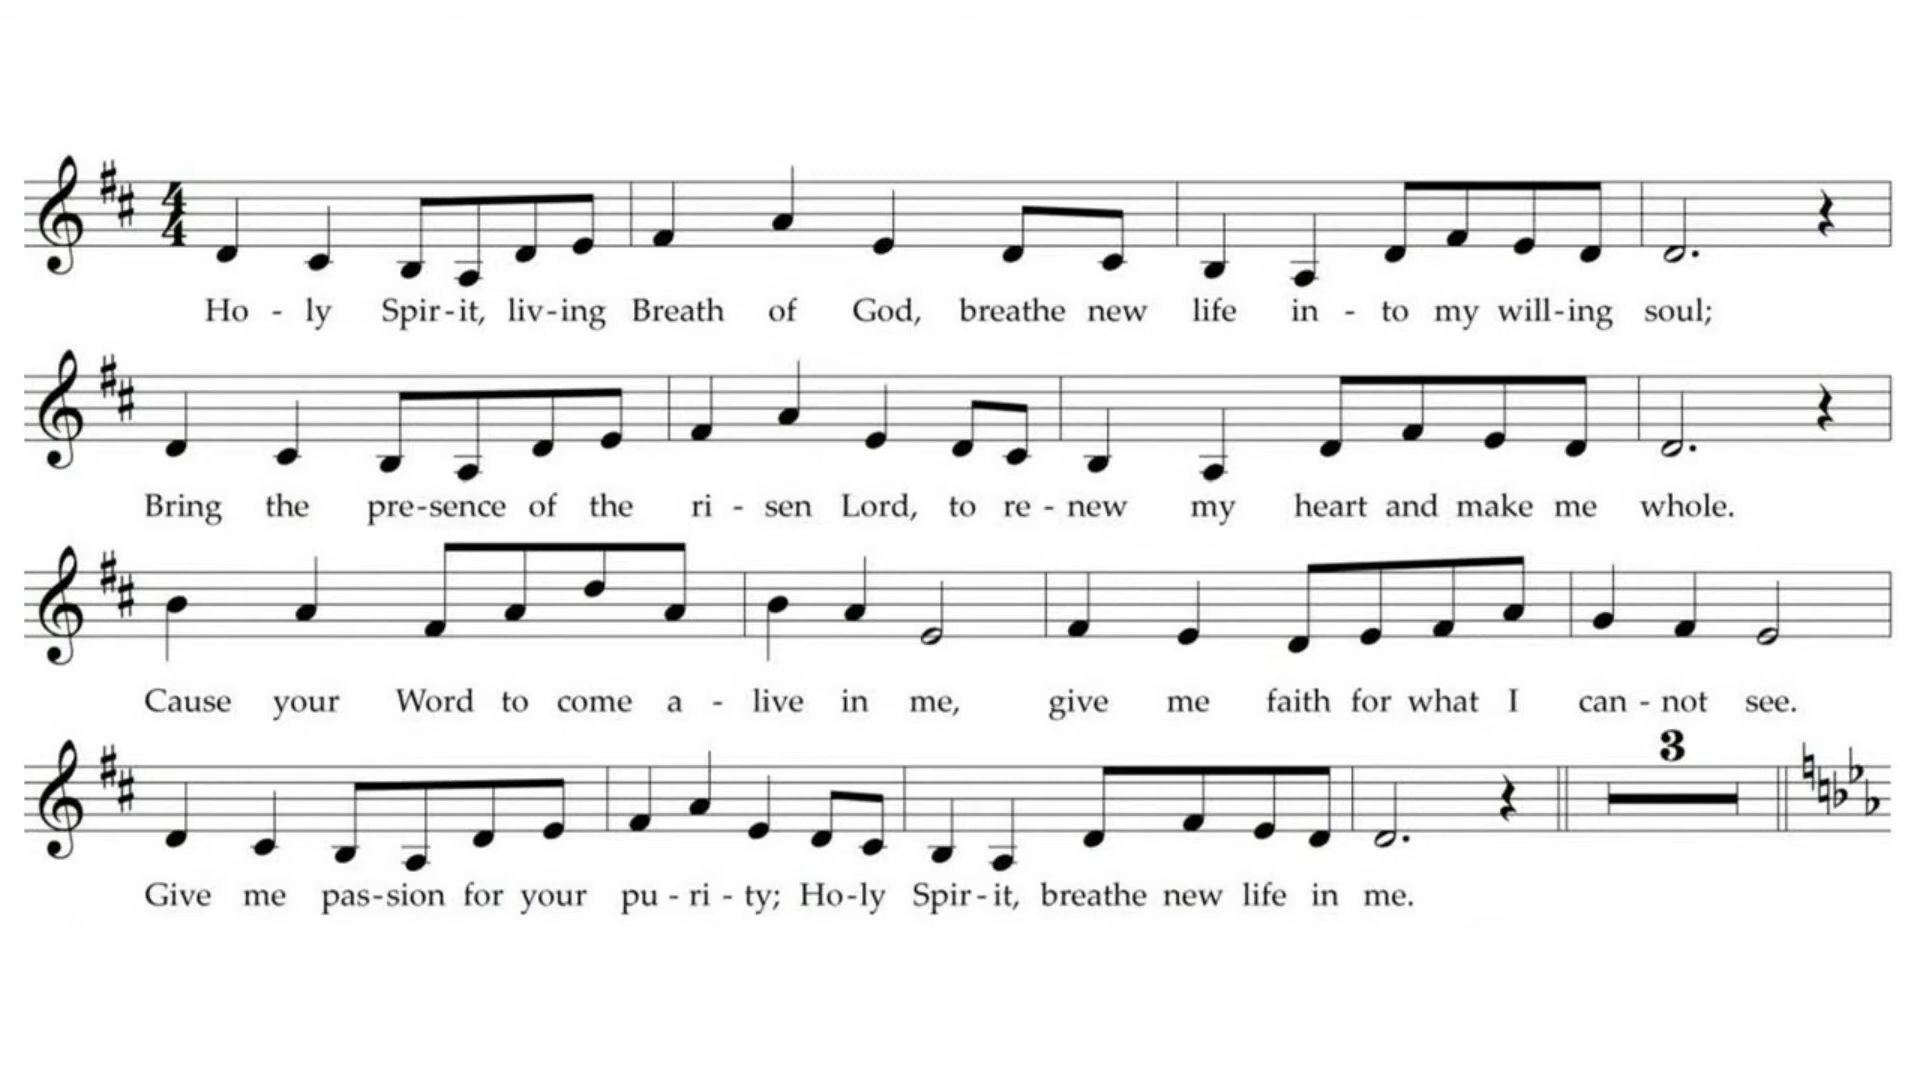 4
4
Ho - ly Spir - it, liv - ing Breath of God, breathe new life in - to my will - ing soul;
Bring the pre - sence of the ri - sen Lord, to re - new my heart and make me whole.
Cause your Word to come a - live in me, give me faith for what I can - not see.
3
Give me pas - sion for your pu - ri - ty; Ho - ly Spir - it, breathe new life in me.